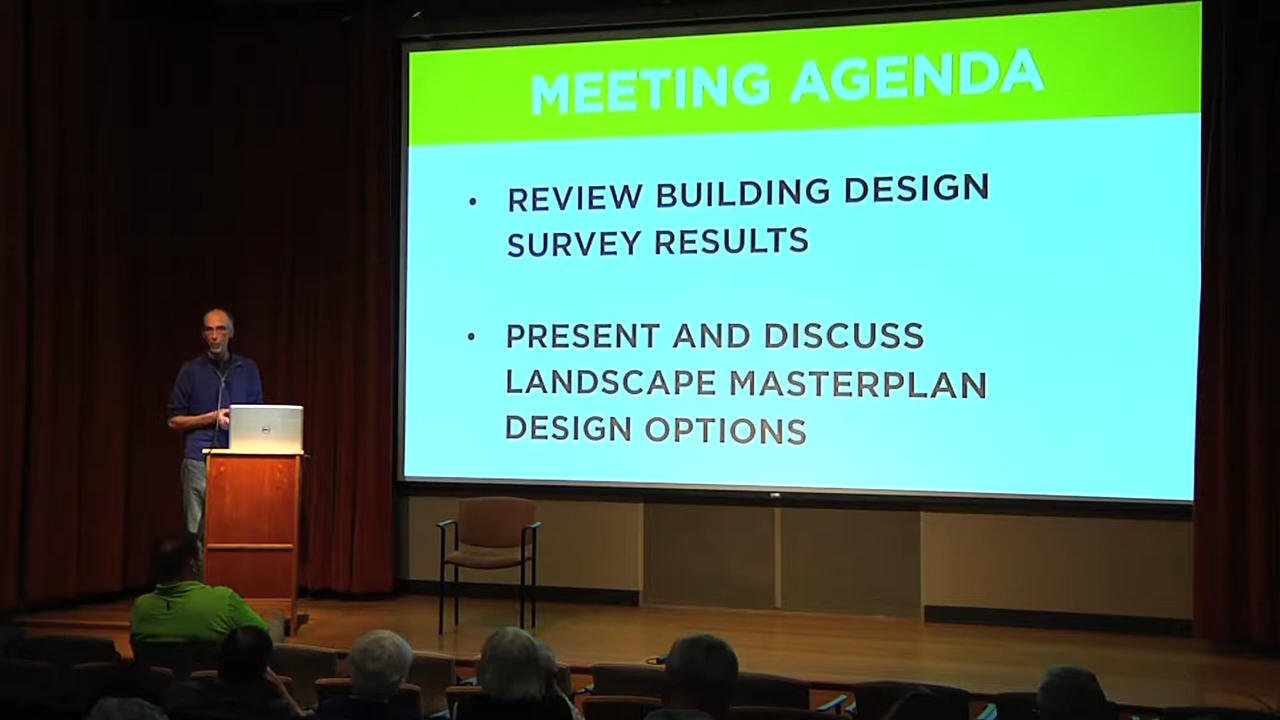 MEETING AGENDA
• REVIEW BUILDING DESIGN
SURVEY RESULTS
• PRESENT AND DISCUSS
LANDSCAPE MASTERPLAN
DESIGN OPTIONS